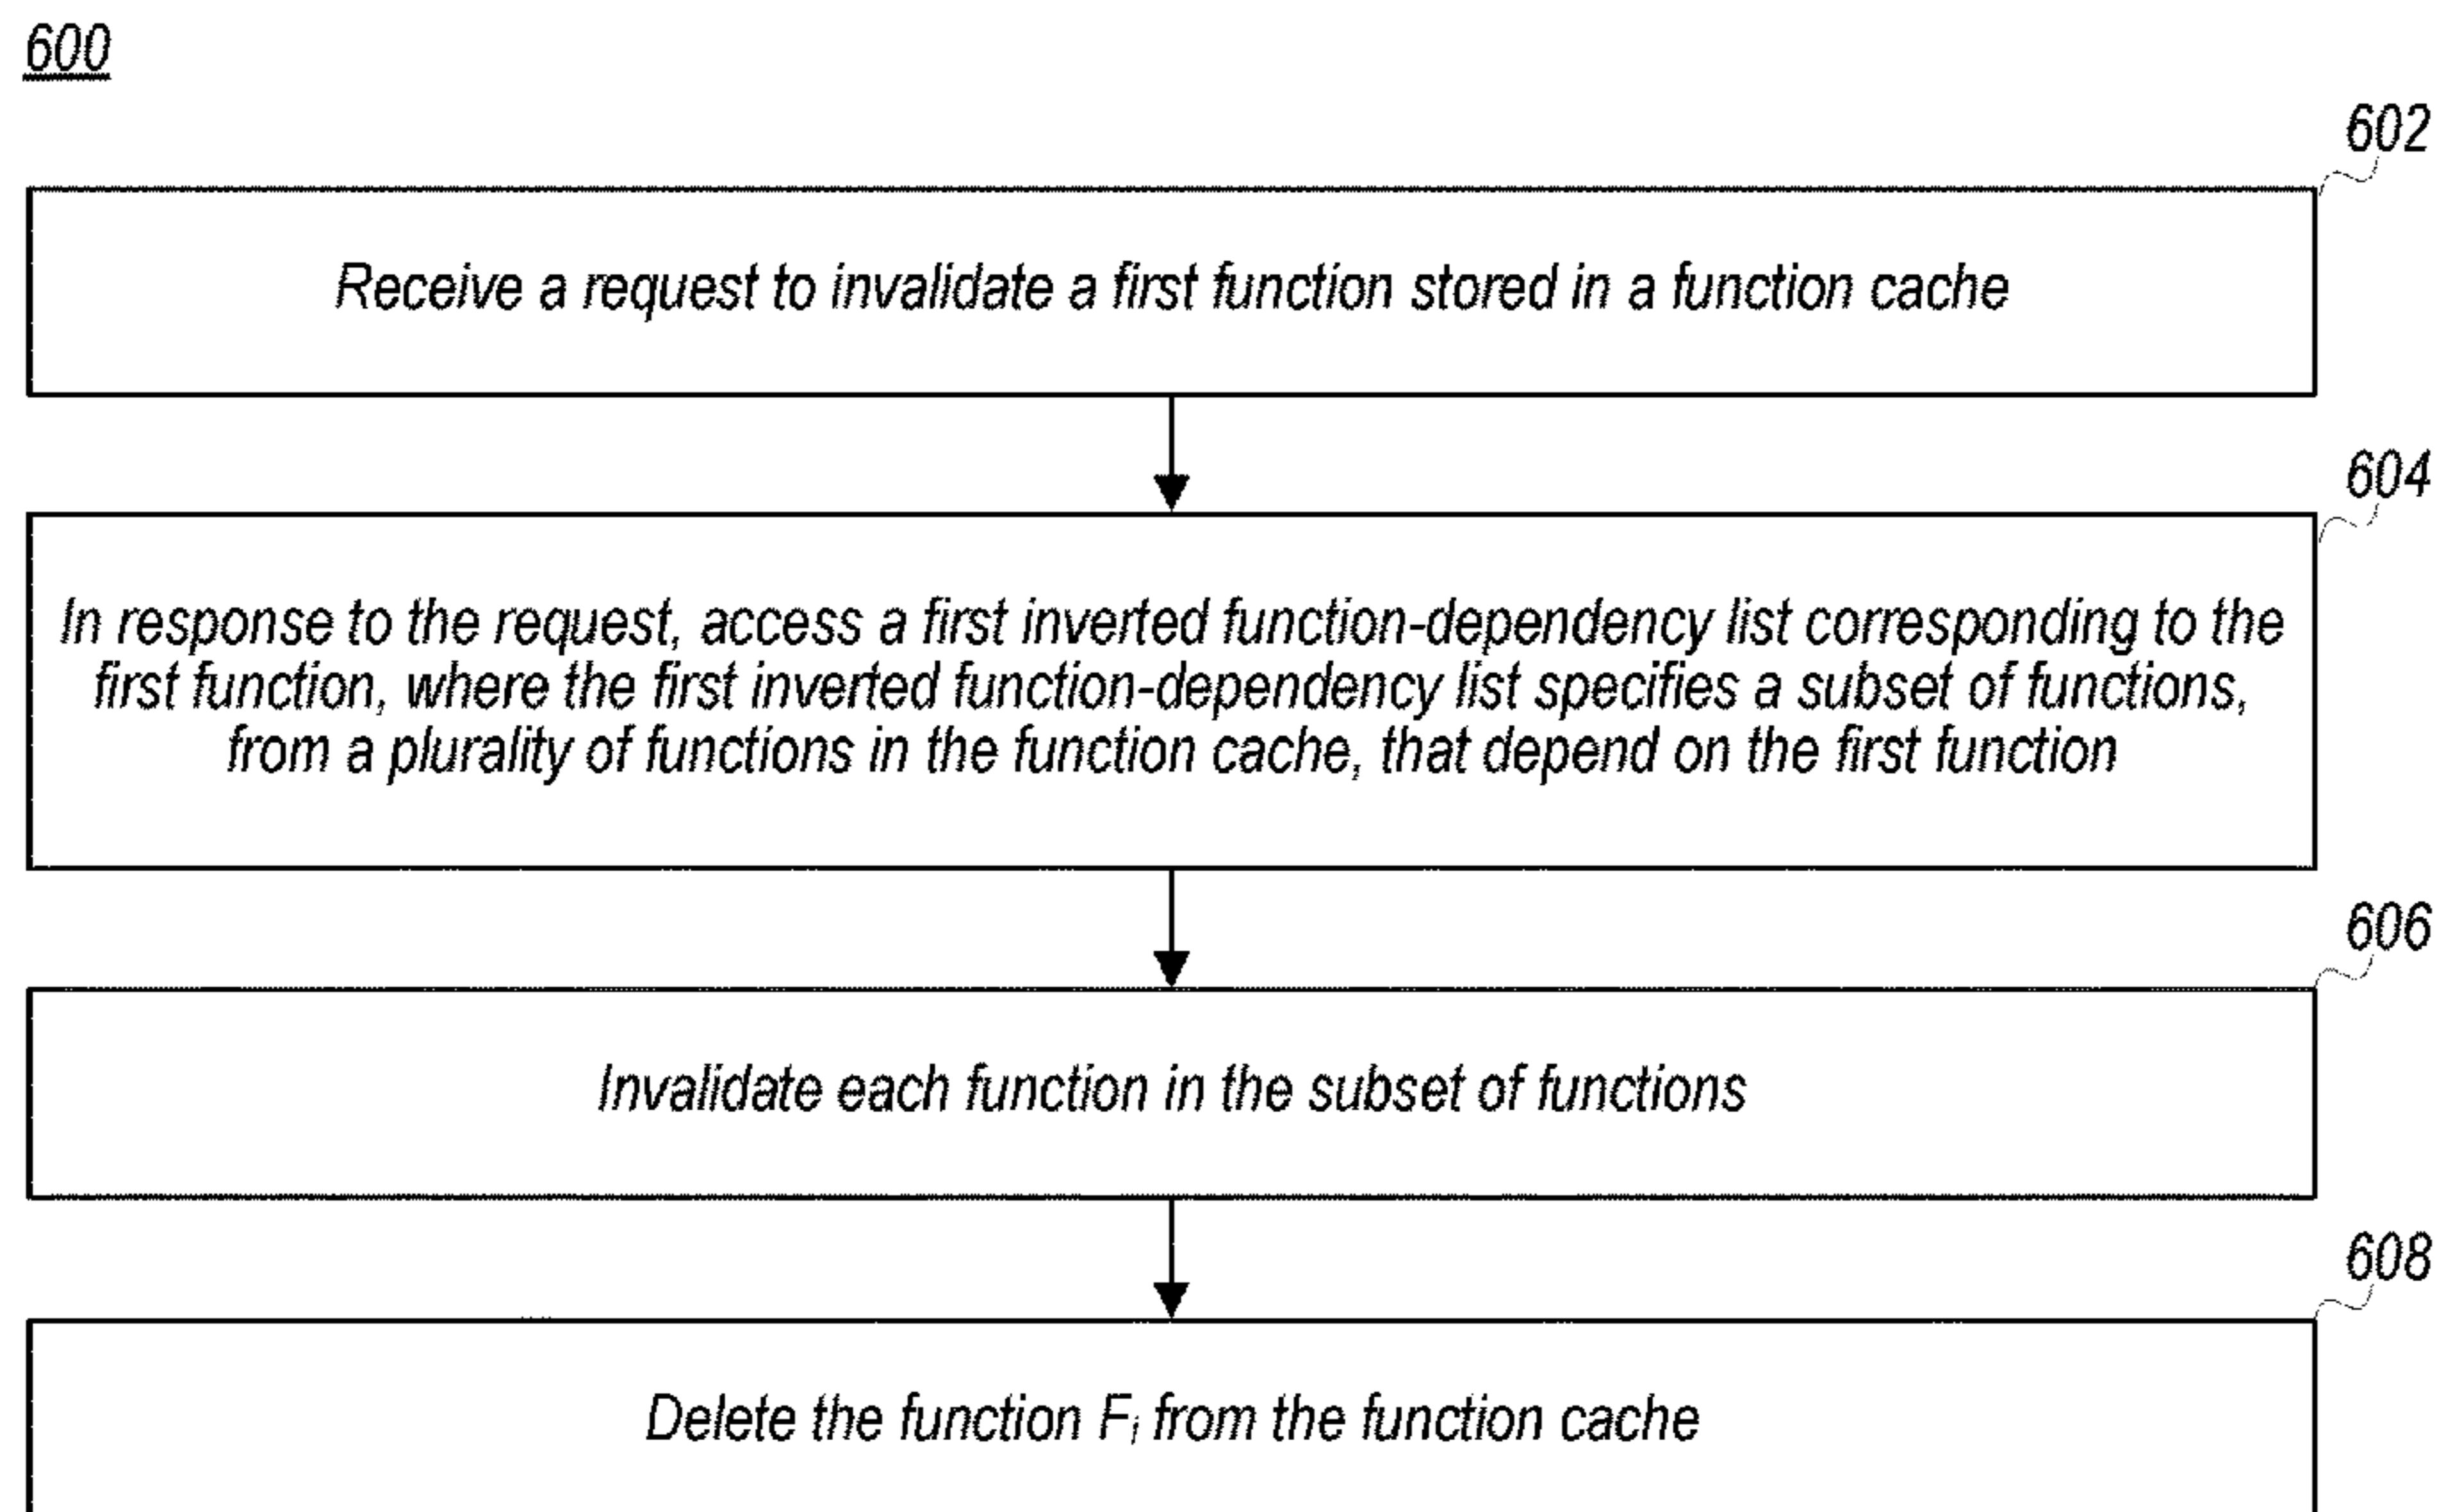 600
602
Receive a request to invalidate a first function stored in a function cache
604
In response to the request, access a first inverted function-dependency list corresponding to the
first function, where the first inverted function-dependency list specifies a subset of functions,
from a plurality of functions in the function cache, that depend on the first function
606
Invalidate each function in the subset of functions
608
Delete the function Fᵢ from the function cache